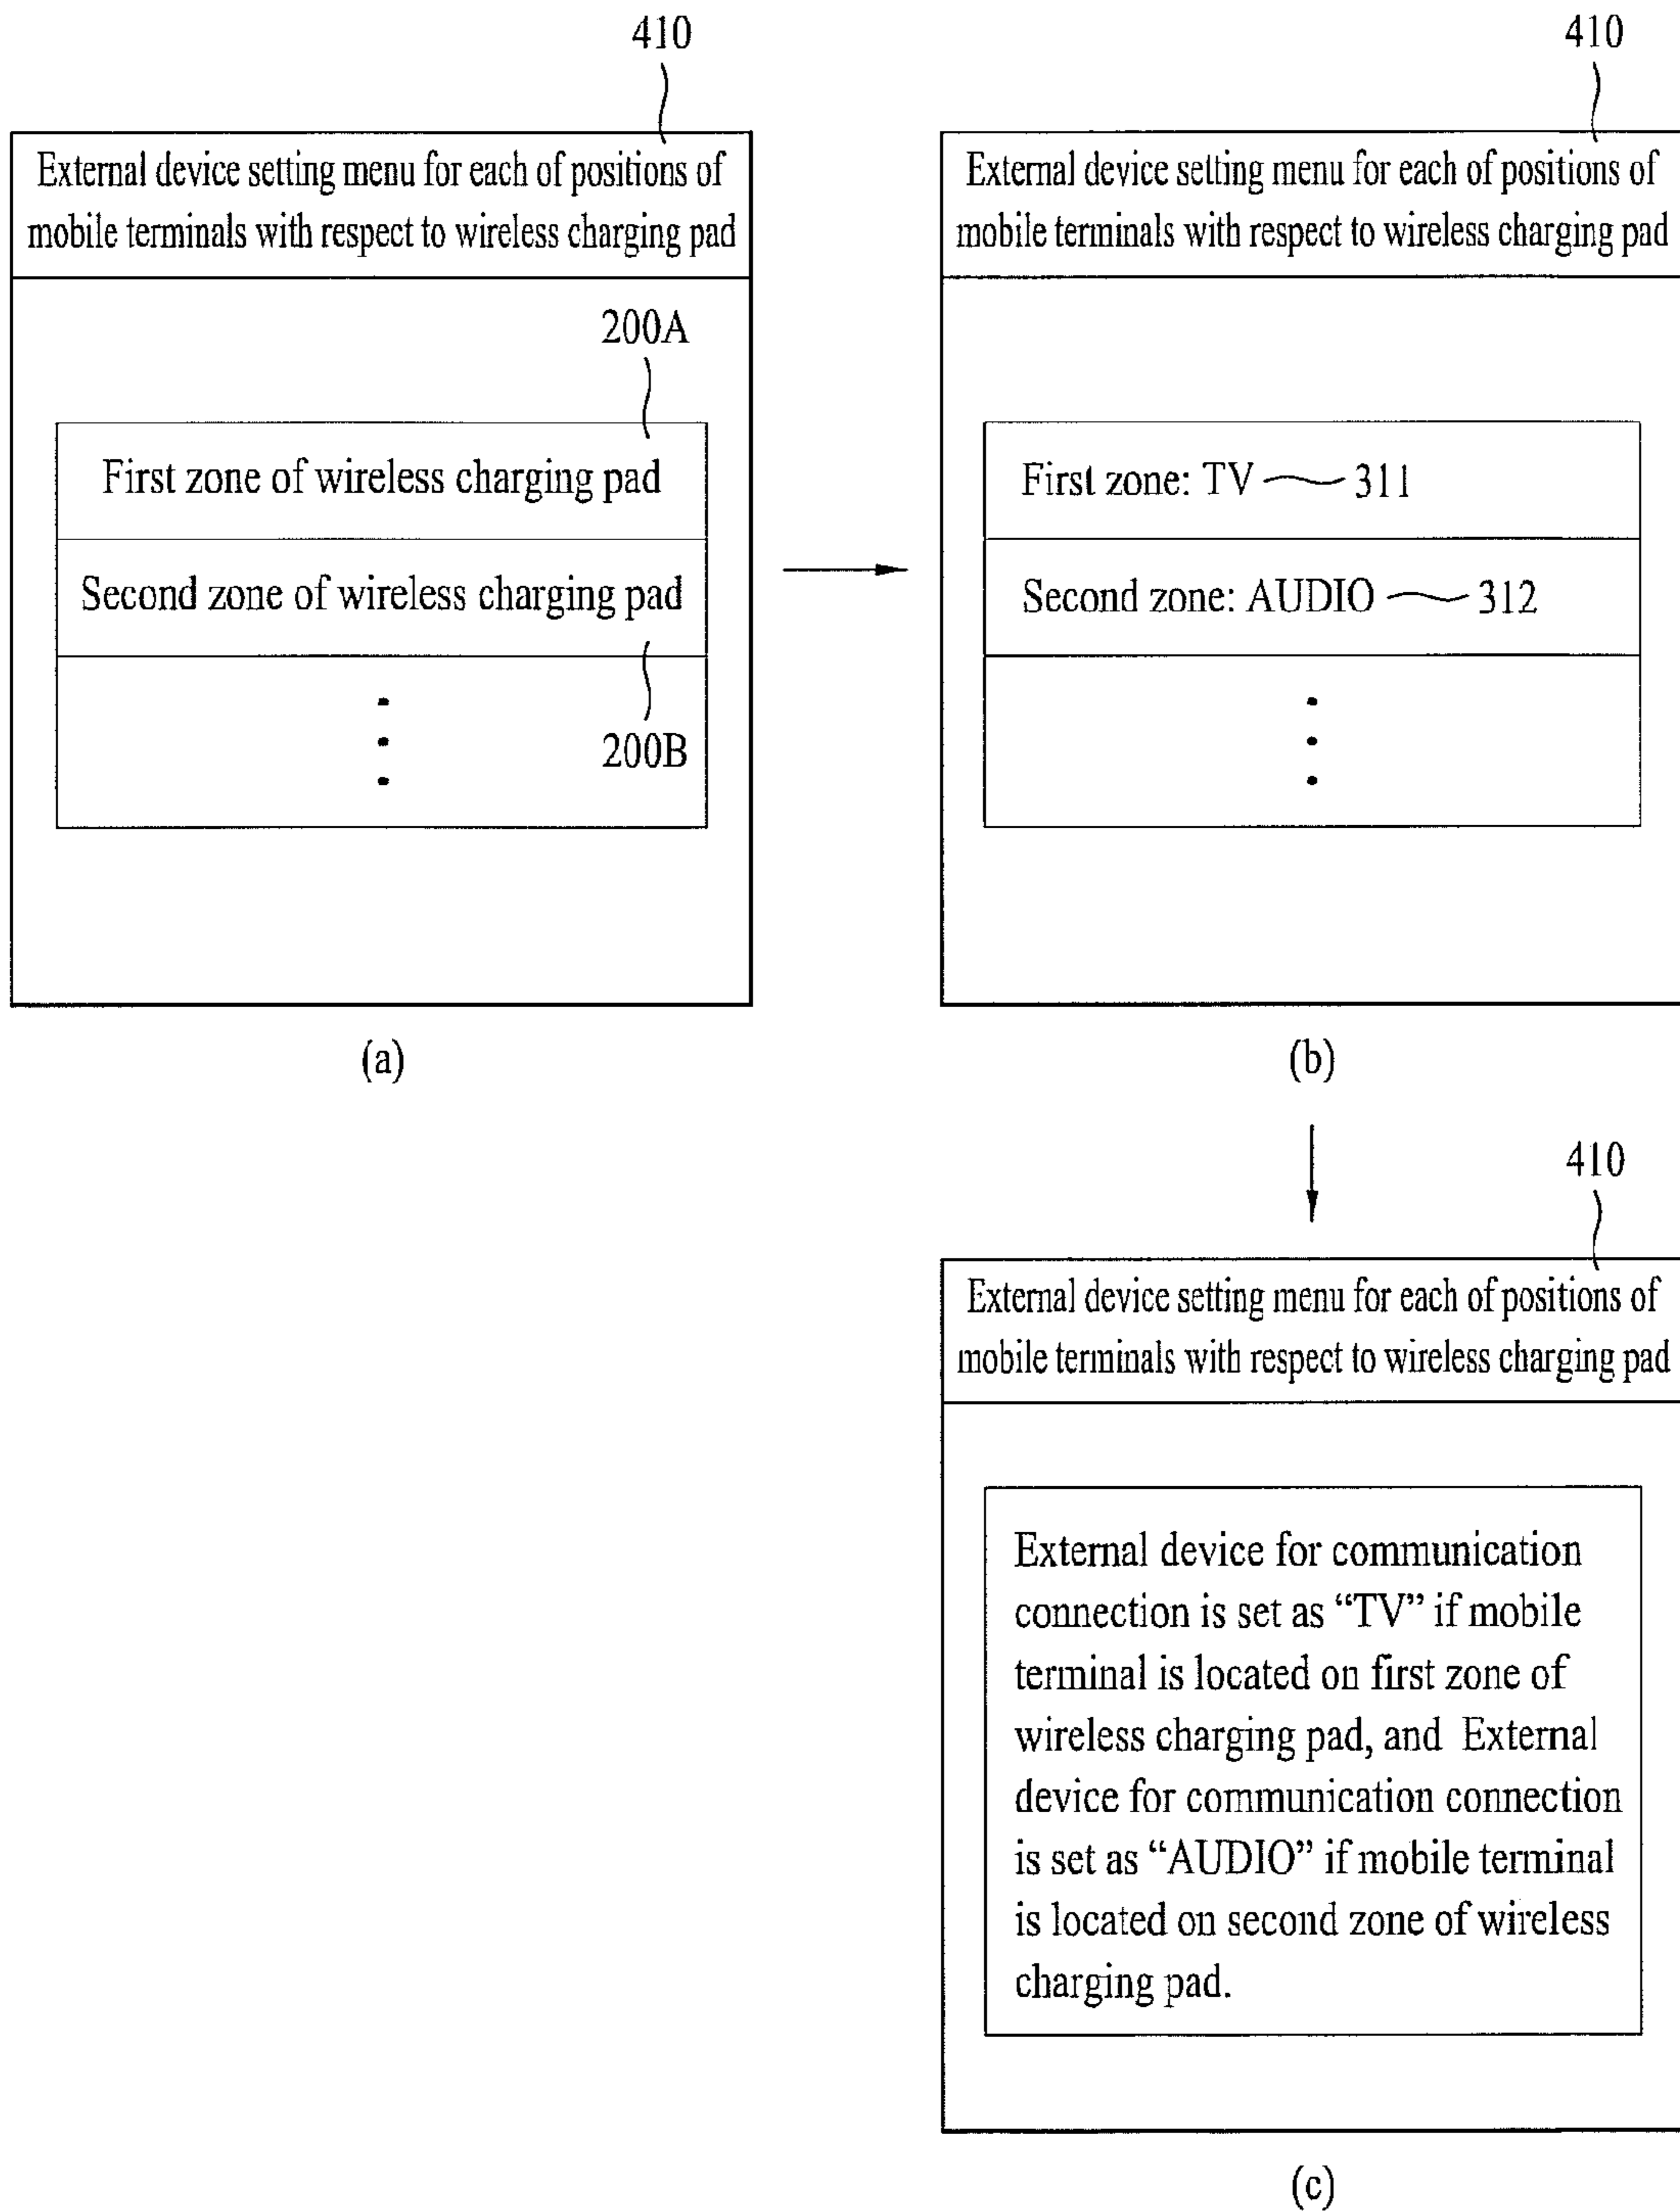 410
External device setting menu for each of positions of
mobile terminals with respect to wireless charging pad
200A
First zone of wireless charging pad
Second zone of wireless charging pad
200B
(a)
410
External device setting menu for each of positions of
mobile terminals with respect to wireless charging pad
First zone: TV 311
Second zone: AUDIO 312
(b)
410
External device setting menu for each of positions of
mobile terminals with respect to wireless charging pad
External device for communication
connection is set as “TV” if mobile
terminal is located on first zone of
wireless charging pad, and External
device for communication connection
is set as “AUDIO” if mobile terminal
is located on second zone of wireless
charging pad.
(c)